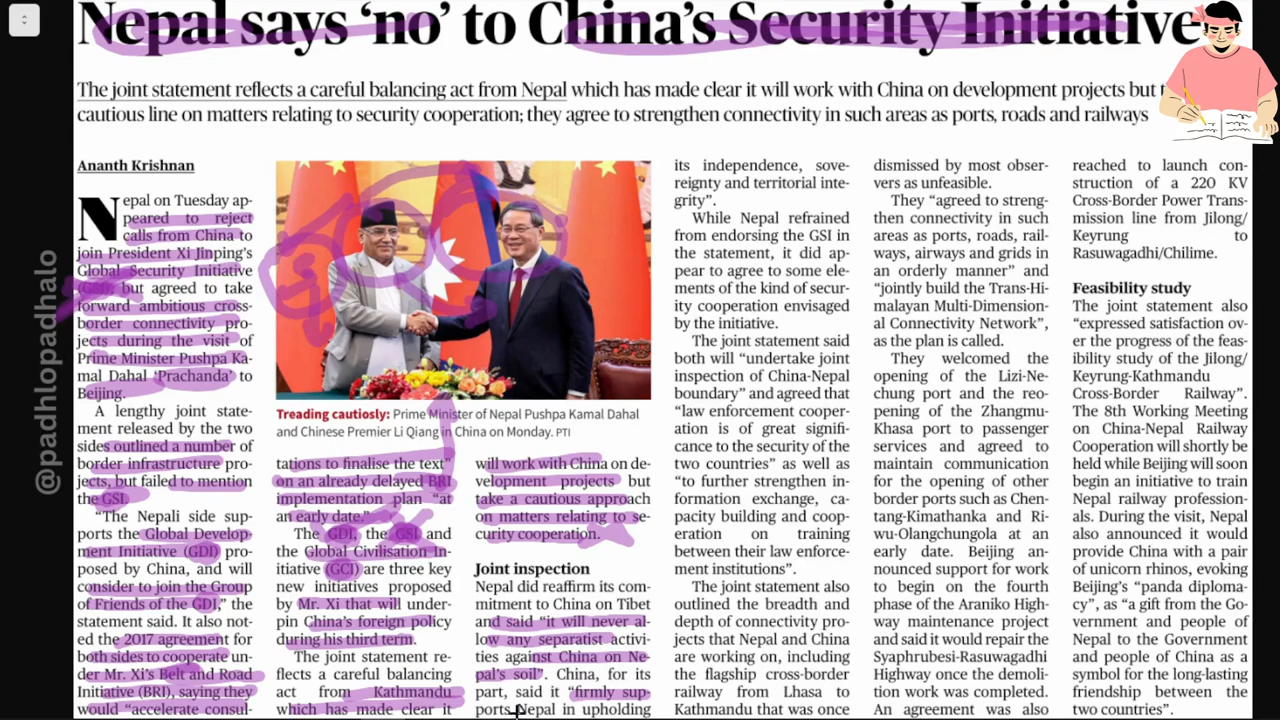 Nepal says ‘no’ to China’s Security Initiative
The joint statement reflects a careful balancing act from Nepal which has made clear it will work with China on development projects but
cautious line on matters relating to security cooperation; they agree to strengthen connectivity in such areas as ports, roads and railways
Ananth Krishnan
Nepal on Tuesday ap-
peared to reject
calls from China to
join President Xi Jinping’s
Global Security Initiative
(GSI), but agreed to take
forward ambitious cross-
border connectivity pro-
jects during the visit of
Prime Minister Pushpa Ka-
mal Dahal ‘Prachanda’ to
Beijing.
A lengthy joint state-
ment released by the two
sides outlined a number of
border infrastructure pro-
jects, but failed to mention
the GSI.
“The Nepali side sup-
ports the Global Develop-
ment Initiative (GDI) pro-
posed by China, and will
consider to join the Group
of Friends of the GDI,” the
statement said. It also not-
ed the 2017 agreement for
both sides to cooperate un-
der Mr. Xi’s Belt and Road
Initiative (BRI), saying they
would “accelerate consul-
Treading cautiosly: Prime Minister of Nepal Pushpa Kamal Dahal
and Chinese Premier Li Qiang in China on Monday. PTI
tations to finalise the text”
on an already delayed BRI
implementation plan “at
an early date.”
The GDI, the GSI and
the Global Civilisation In-
itiative (GCI) are three key
new initiatives proposed
by Mr. Xi that will under-
pin China’s foreign policy
during his third term.
The joint statement re-
flects a careful balancing
act from Kathmandu
which has made clear it
will work with China on de-
velopment projects but
take a cautious approach
on matters relating to se-
curity cooperation.
Joint inspection
Nepal did reaffirm its com-
mitment to China on Tibet
and said “it will never al-
low any separatist activi-
ties against China on Ne-
pal’s soil”. China, for its
part, said it “firmly sup-
ports Nepal in upholding
its independence, sove-
reignty and territorial inte-
grity”.
While Nepal refrained
from endorsing the GSI in
the statement, it did ap-
pear to agree to some ele-
ments of the kind of secur-
ity cooperation envisaged
by the initiative.
The joint statement said
both will “undertake joint
inspection of China-Nepal
boundary” and agreed that
“law enforcement cooper-
ation is of great signifi-
cance to the security of the
two countries” as well as
“to further strengthen in-
formation exchange, ca-
pacity building and coop-
eration on training
between their law enforce-
ment institutions”.
The joint statement also
outlined the breadth and
depth of connectivity pro-
jects that Nepal and China
are working on, including
the flagship cross-border
railway from Lhasa to
Kathmandu that was once
dismissed by most obser-
vers as unfeasible.
They “agreed to streng-
then connectivity in such
areas as ports, roads, rail-
ways, airways and grids in
an orderly manner” and
“jointly build the Trans-Hi-
malayan Multi-Dimension-
al Connectivity Network”,
as the plan is called.
They welcomed the
opening of the Lizi-Ne-
chung port and the reo-
pening of the Zhangmu-
Khasa port to passenger
services and agreed to
maintain communication
for the opening of other
border ports such as Chen-
tang-Kimathanka and Ri-
wu-Olangchungola at an
early date. Beijing an-
nounced support for work
to begin on the fourth
phase of the Araniko High-
way maintenance project
and said it would repair the
Syaphrubesi-Rasuwagadhi
Highway once the demoli-
tion work was completed.
An agreement was also
reached to launch con-
struction of a 220 KV
Cross-Border Power Trans-
mission line from Jilong/
Keyrung to
Rasuwagadhi/Chilime.
Feasibility study
The joint statement also
“expressed satisfaction ov-
er the progress of the feas-
ibility study of the Jilong/
Keyrung-Kathmandu
Cross-Border Railway”.
The 8th Working Meeting
on China-Nepal Railway
Cooperation will shortly be
held while Beijing will soon
begin an initiative to train
Nepal railway profession-
als. During the visit, Nepal
also announced it would
provide China with a pair
of unicorn rhinos, evoking
Beijing’s “panda diploma-
cy”, as “a gift from the Go-
vernment and people of
Nepal to the Government
and people of China as a
symbol for the long-lasting
friendship between the
two countries”.
@padhlopadhalo